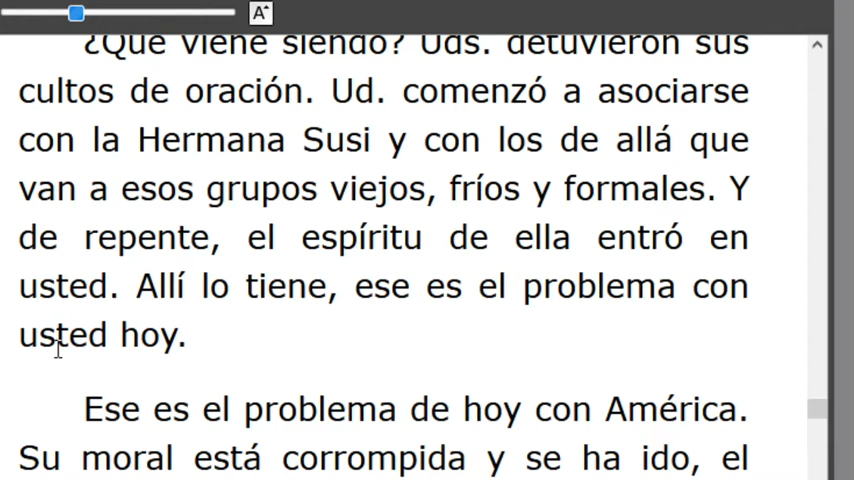 ¿Qué viene siendo? Uds. detuvieron sus
cultos de oración. Ud. comenzó a asociarse
con la Hermana Susi y con los de allá que
van a esos grupos viejos, fríos y formales. Y
de repente, el espíritu de ella entró en
usted. Allí lo tiene, ese es el problema con
usted hoy.
Ese es el problema de hoy con América.
Su moral está corrompida y se ha ido, el